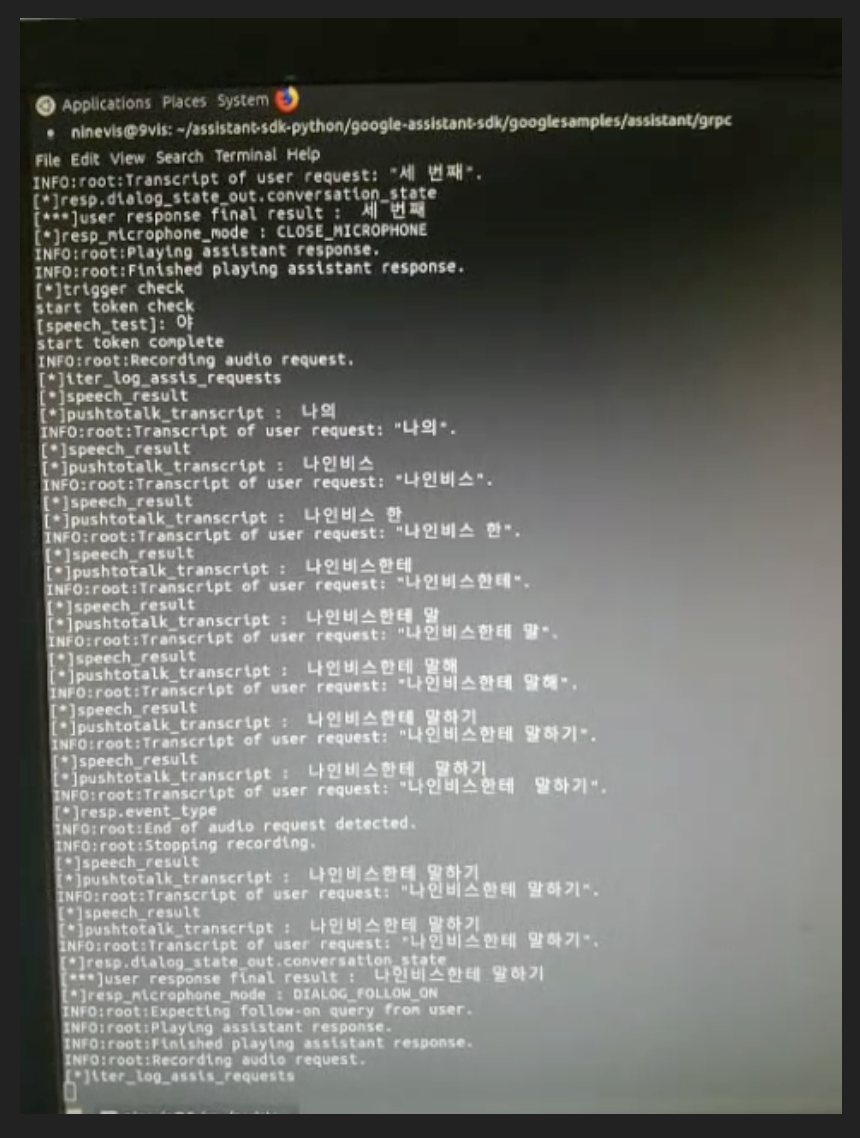 Applications Places System
ninevis@9vis: ~/assistant-sdk-python/google-assistant-sdk/googlesamples/assistant/grpc
File Edit View Search Terminal Help
INFO:root:Transcript of user request: "세 번째".
[*]resp.dialog_state_out.conversation_state
[***]user response final result :  세 번째
[*]resp_microphone_mode : CLOSE_MICROPHONE
INFO:root:Playing assistant response.
INFO:root:Finished playing assistant response.
[*]trigger check
start token check
[speech_test]: 야
start token complete
INFO:root:Recording audio request.
[*]iter_log_assis_requests
[*]speech_result
[*]pushtotalk_transcript :  나의
INFO:root:Transcript of user request: "나의".
[*]speech_result
[*]pushtotalk_transcript :  나인비스
INFO:root:Transcript of user request: "나인비스".
[*]speech_result
[*]pushtotalk_transcript :  나인비스 한
INFO:root:Transcript of user request: "나인비스 한".
[*]speech_result
[*]pushtotalk_transcript :  나인비스한테
INFO:root:Transcript of user request: "나인비스한테".
[*]speech_result
[*]pushtotalk_transcript :  나인비스한테 말
INFO:root:Transcript of user request: "나인비스한테 말".
[*]speech_result
[*]pushtotalk_transcript :  나인비스한테 말해
INFO:root:Transcript of user request: "나인비스한테 말해".
[*]speech_result
[*]pushtotalk_transcript :  나인비스한테 말하기
INFO:root:Transcript of user request: "나인비스한테 말하기".
[*]speech_result
[*]pushtotalk_transcript :  나인비스한테  말하기
INFO:root:Transcript of user request: "나인비스한테  말하기".
[*]resp.event_type
INFO:root:End of audio request detected.
INFO:root:Stopping recording.
[*]speech_result
[*]pushtotalk_transcript :  나인비스한테 말하기
INFO:root:Transcript of user request: "나인비스한테 말하기".
[*]speech_result
[*]pushtotalk_transcript :  나인비스한테 말하기
INFO:root:Transcript of user request: "나인비스한테 말하기".
[*]resp.dialog_state_out.conversation_state
[***]user response final result :  나인비스한테 말하기
[*]resp_microphone_mode : DIALOG_FOLLOW_ON
INFO:root:Expecting follow-on query from user.
INFO:root:Playing assistant response.
INFO:root:Finished playing assistant response.
INFO:root:Recording audio request.
[*]iter_log_assis_requests